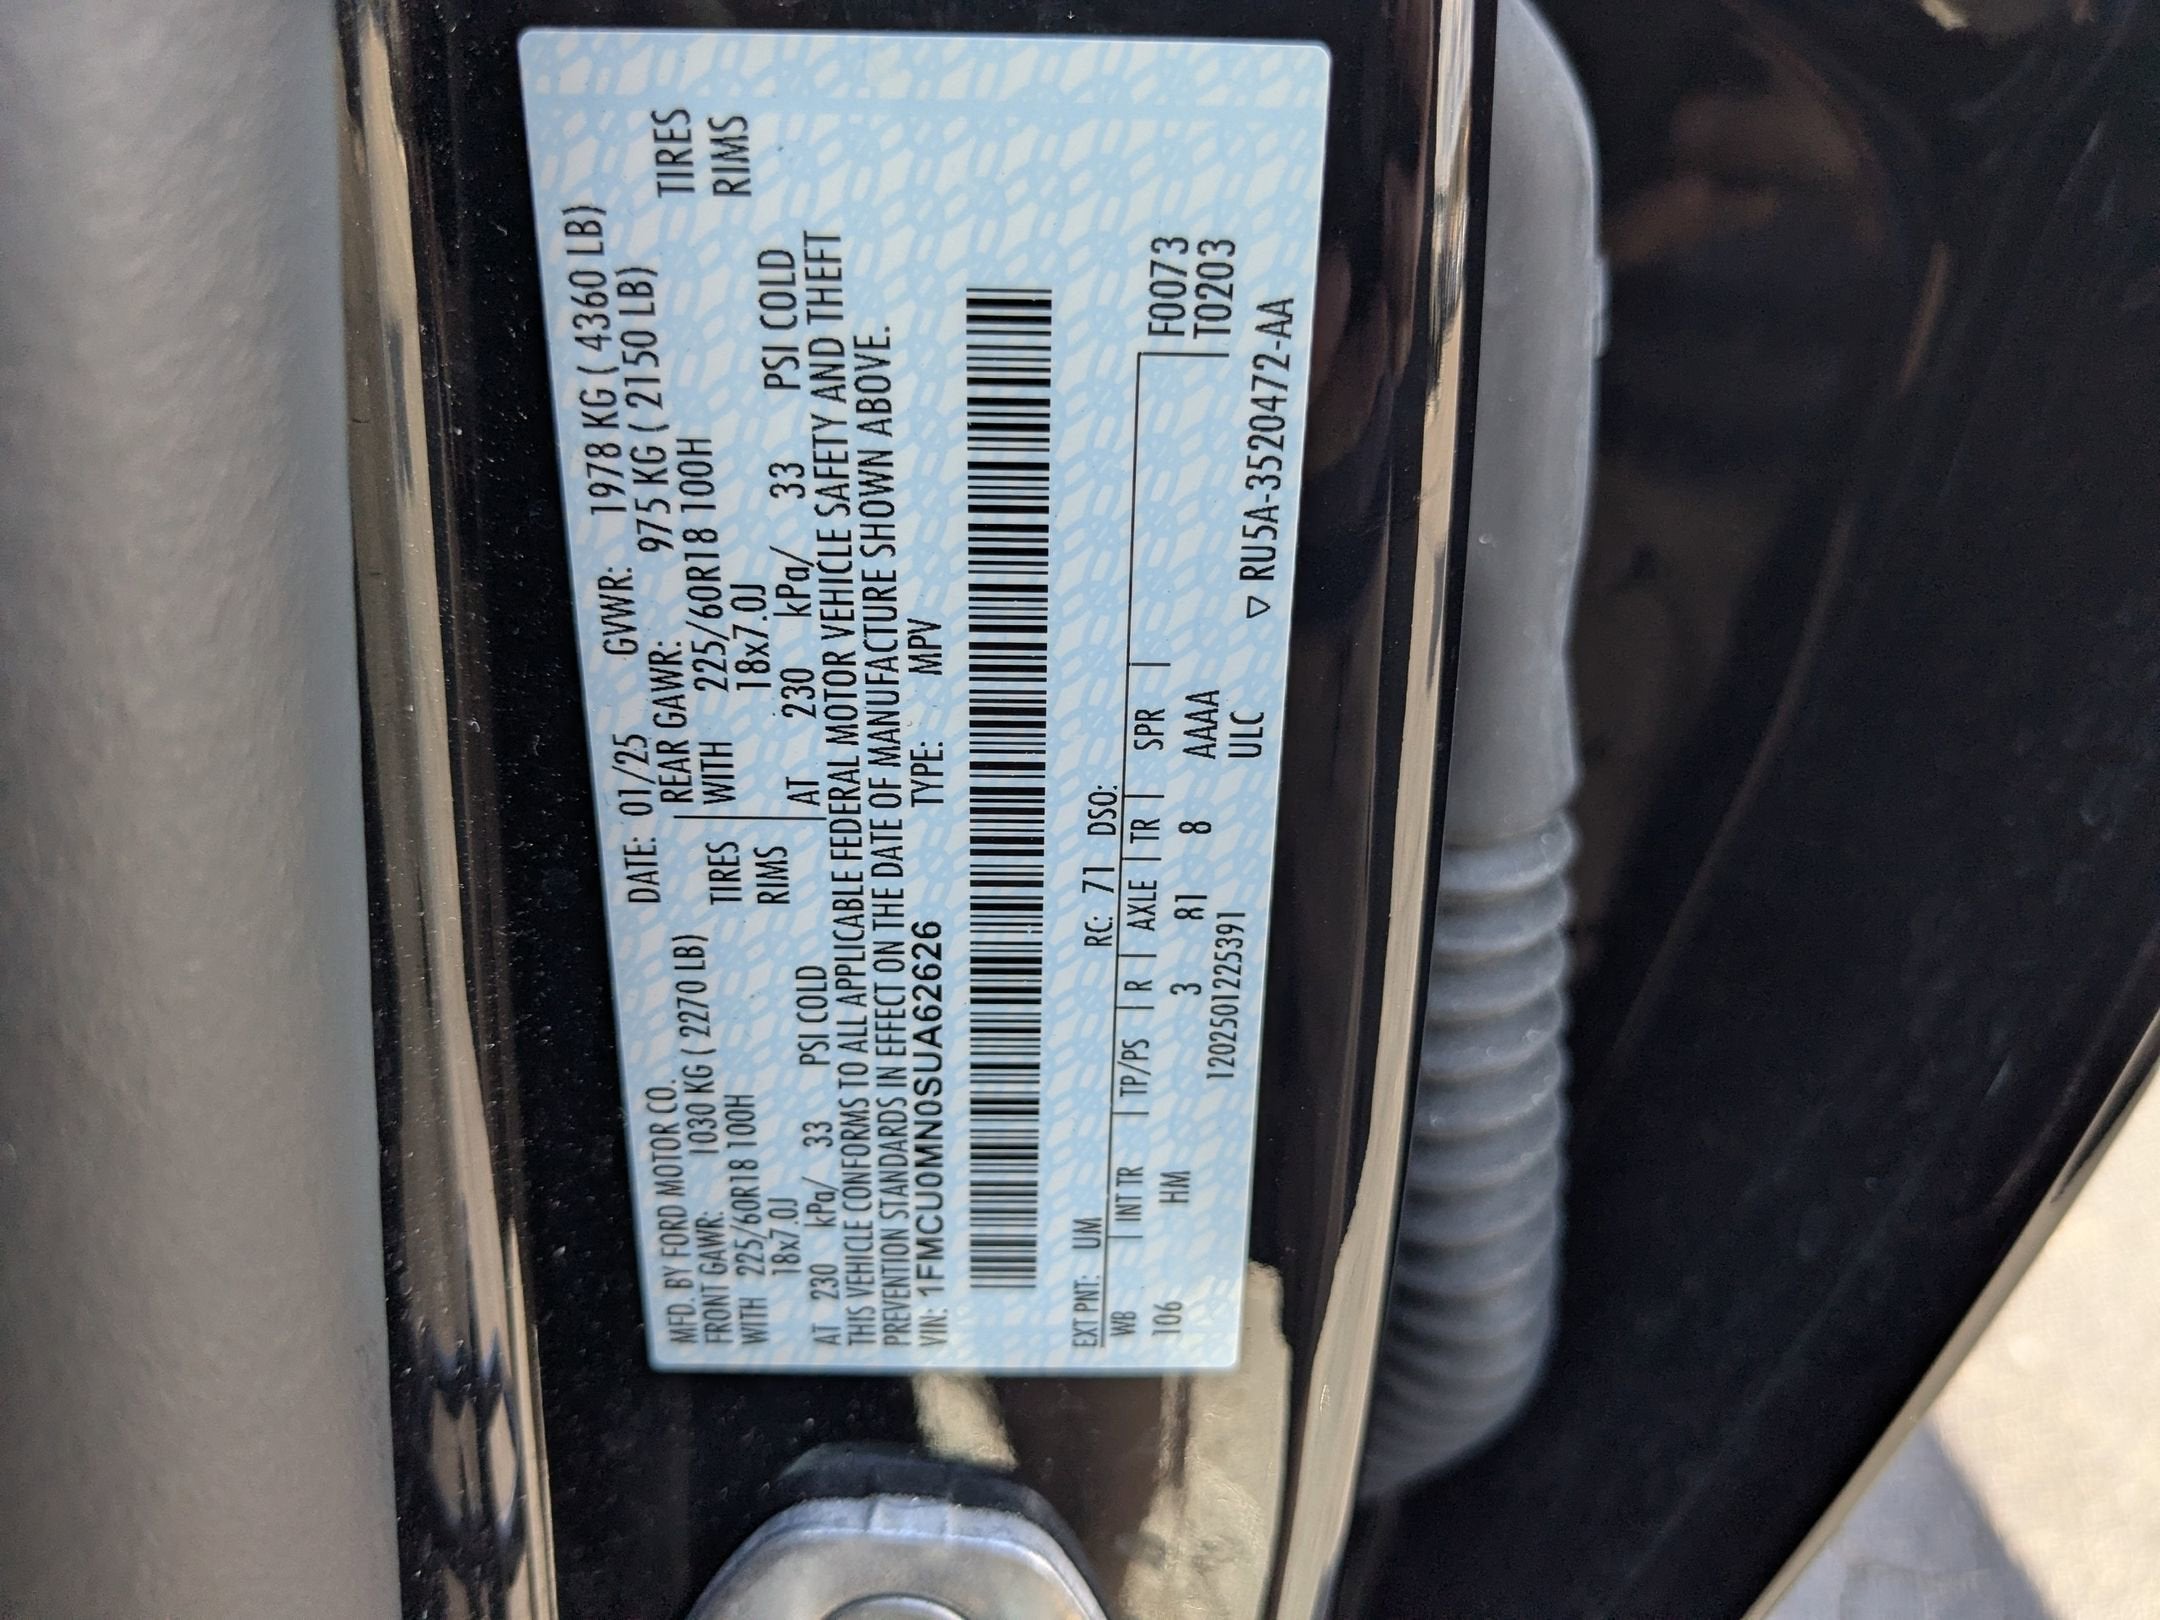 MFD. BY FORD MOTOR CO. DATE: 01/25 GVWR: 1978 KG ( 4360 LB)
FRONT GAWR: 1030 KG ( 2270 LB) REAR GAWR: 975 KG ( 2150 LB)
WITH 225/60R18 100H TIRES WITH 225/60R18 100H TIRES
18x7.0J RIMS 18x7.0J RIMS
AT 230 kPa/ 33 PSI COLD AT 230 kPa/ 33 PSI COLD
THIS VEHICLE CONFORMS TO ALL APPLICABLE FEDERAL MOTOR VEHICLE SAFETY AND THEFT
PREVENTION STANDARDS IN EFFECT ON THE DATE OF MANUFACTURE SHOWN ABOVE.
VIN: 1FMCU0MN0SUA62626 TYPE: MPV
EXT PNT: UM RC: 71 DSO:
WB | INT TR | TP/PS | R | AXLE | TR | SPR | F0073
106 HM 3 81 8 AAAA T0203
120250122539​1 ULC
▽ RU5A-3520472-AA